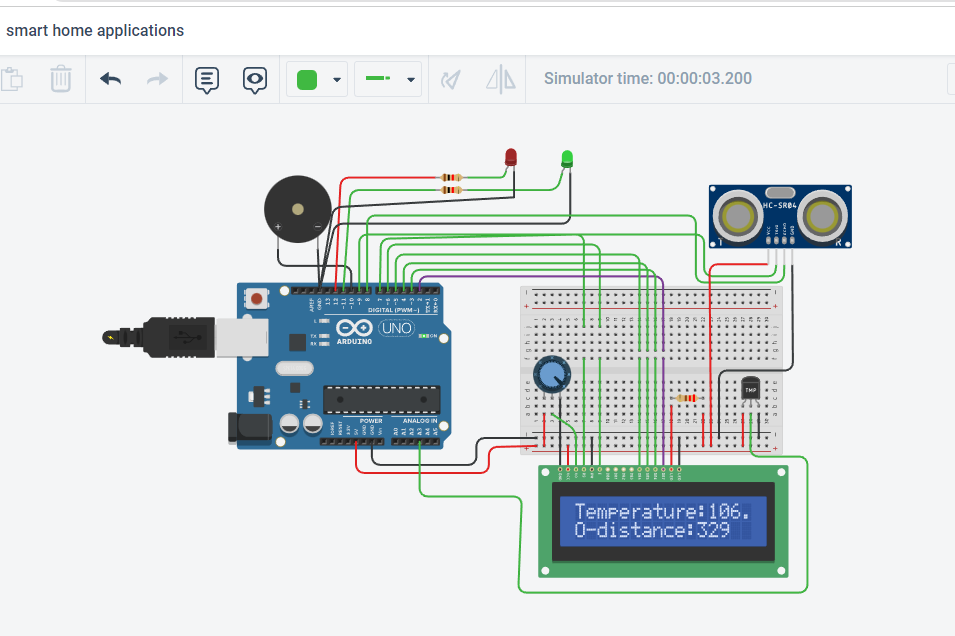 smart home applications
Simulator time: 00:00:03.200
HC-SR04
VCC
TRIG
ECHO
GND
T
R
AREF
GND
13
12
~11
~10
~9
8
7
~6
~5
4
~3
2
TX→1
RX←0
DIGITAL (PWM~)
L
TX
RX
UNO
ON
ARDUINO
POWER
ANALOG IN
RESET
3.3V
5V
GND
GND
Vin
A0
A1
A2
A3
A4
A5
TMP
Temperature:106.
O-distance:329